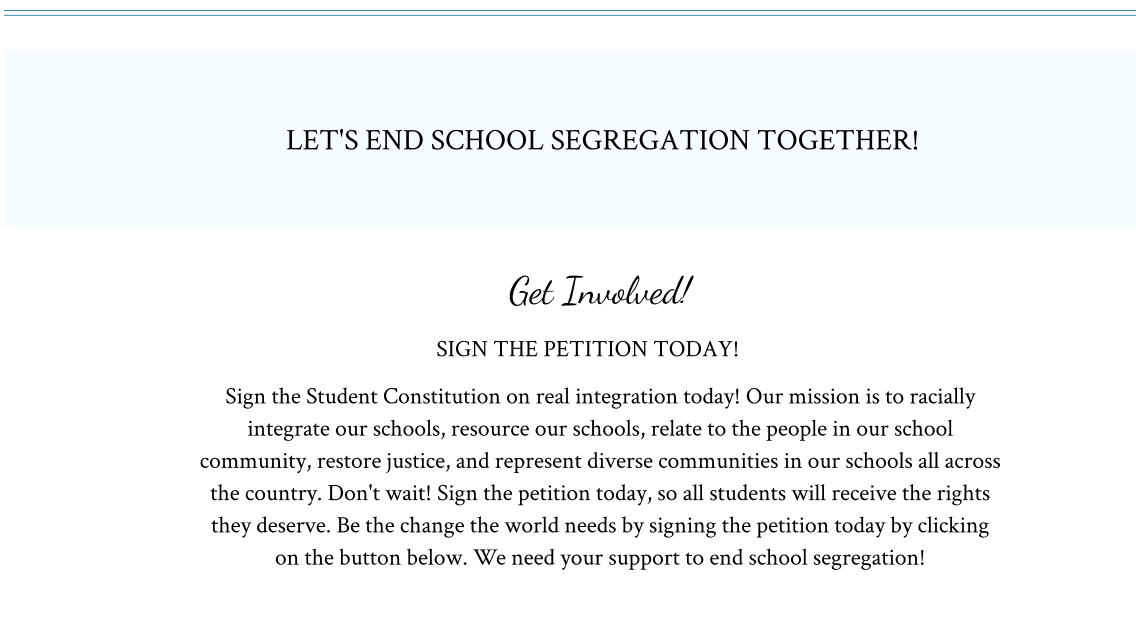 LET'S END SCHOOL SEGREGATION TOGETHER!
Get Involved!
SIGN THE PETITION TODAY!
Sign the Student Constitution on real integration today! Our mission is to racially
integrate our schools, resource our schools, relate to the people in our school
community, restore justice, and represent diverse communities in our schools all across
the country. Don't wait! Sign the petition today, so all students will receive the rights
they deserve. Be the change the world needs by signing the petition today by clicking
on the button below. We need your support to end school segregation!